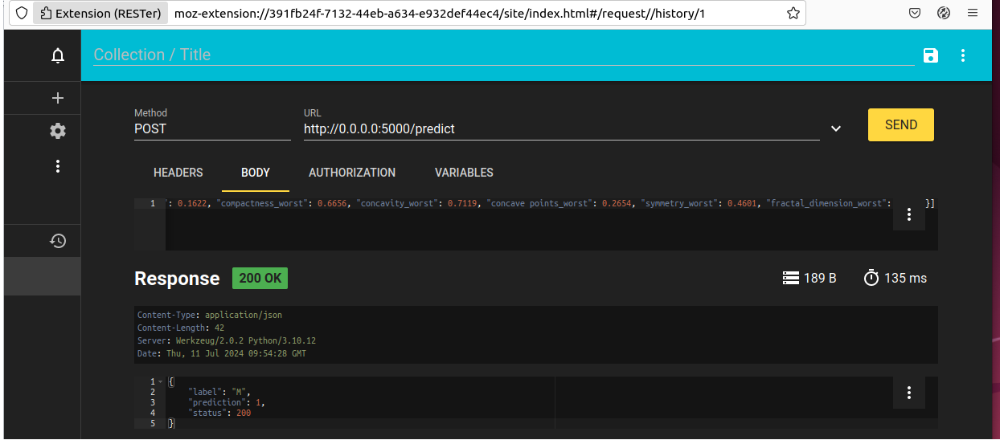 Extension (RESTer) moz-extension://391fb24f-7132-44eb-a634-e932def44ec4/site/index.html#/request//history/1
Collection / Title
Method
POST
URL
http://0.0.0.0:5000/predict
SEND
HEADERS BODY AUTHORIZATION VARIABLES
1 ": 0.1622, "compactness_worst": 0.6656, "concavity_worst": 0.7119, "concave points_worst": 0.2654, "symmetry_worst": 0.4601, "fractal_dimension_worst": }]
Response 200 OK 189 B 135 ms
Content-Type: application/json
Content-Length: 42
Server: Werkzeug/2.0.2 Python/3.10.12
Date: Thu, 11 Jul 2024 09:54:28 GMT
1 {
2 "label": "M",
3 "prediction": 1,
4 "status": 200
5 }